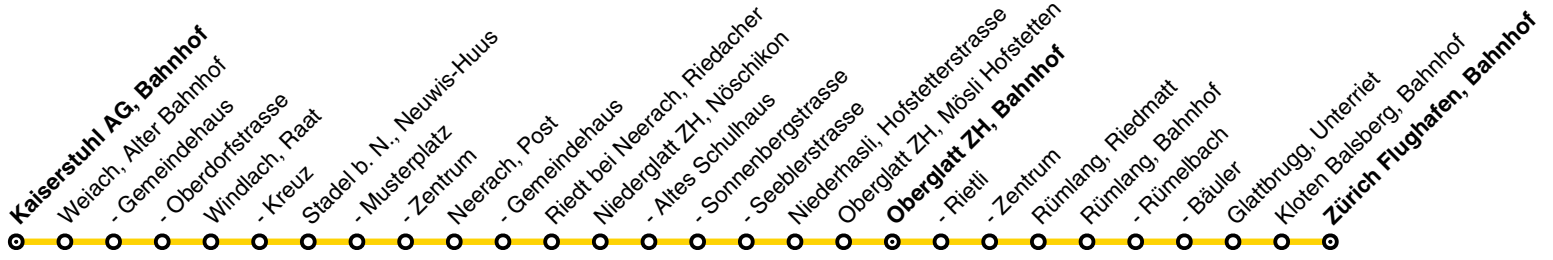 Kaiserstuhl AG, Bahnhof
Weiach, Alter Bahnhof
- Gemeindehaus
- Oberdorfstrasse
Windlach, Raat
- Kreuz
Stadel b. N., Neuwis-Huus
- Musterplatz
- Zentrum
Neerach, Post
- Gemeindehaus
Riedt bei Neerach, Riedacher
Niederglatt ZH, Nöschikon
- Altes Schulhaus
- Sonnenbergstrasse
- Seeblerstrasse
Niederhasli, Hofstetterstrasse
Oberglatt ZH, Mösli Hofstetten
Oberglatt ZH, Bahnhof
- Rietli
- Zentrum
Rümlang, Riedmatt
Rümlang, Bahnhof
- Rümelbach
- Bäuler
Glattbrugg, Unterriet
Kloten Balsberg, Bahnhof
Zürich Flughafen, Bahnhof